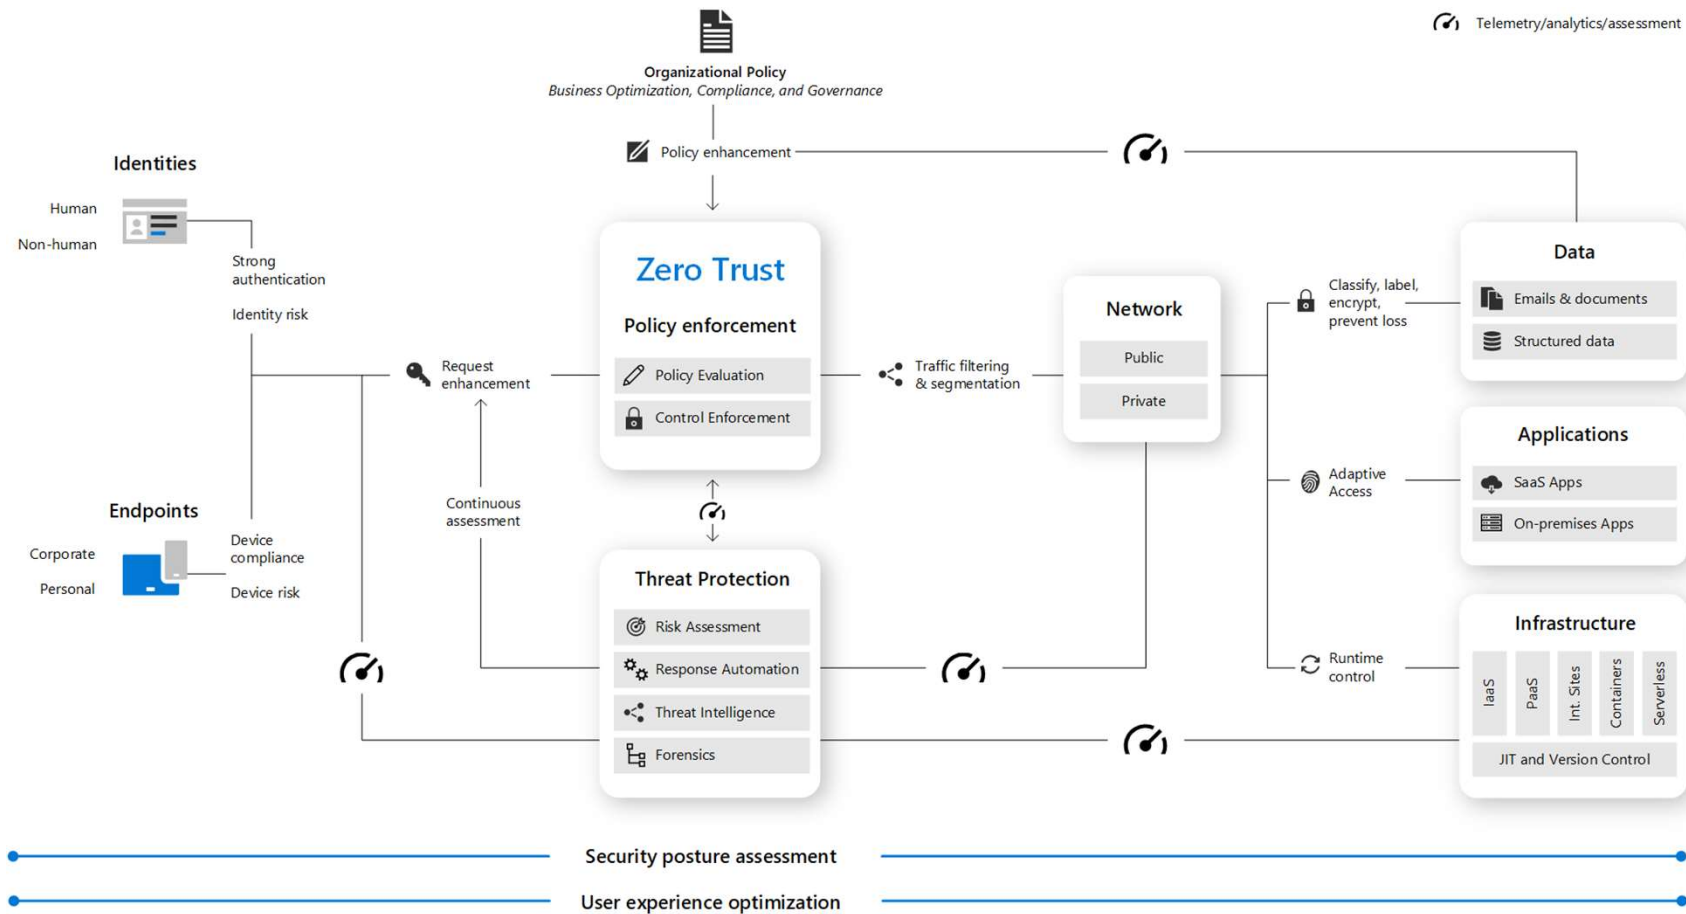 Telemetry/analytics/assessment
Organizational Policy
Business Optimization, Compliance, and Governance
Policy enhancement
Identities
Human
Non-human
Strong
authentication
Identity risk
Endpoints
Corporate
Personal
Device
compliance
Device risk
Request
enhancement
Continuous
assessment
Zero Trust
Policy enforcement
Policy Evaluation
Control Enforcement
Threat Protection
Risk Assessment
Response Automation
Threat Intelligence
Forensics
Traffic filtering
& segmentation
Network
Public
Private
Classify, label,
encrypt,
prevent loss
Adaptive
Access
Runtime
control
Data
Emails & documents
Structured data
Applications
SaaS Apps
On-premises Apps
Infrastructure
IaaS
PaaS
Int. Sites
Containers
Serverless
JIT and Version Control
Security posture assessment
User experience optimization